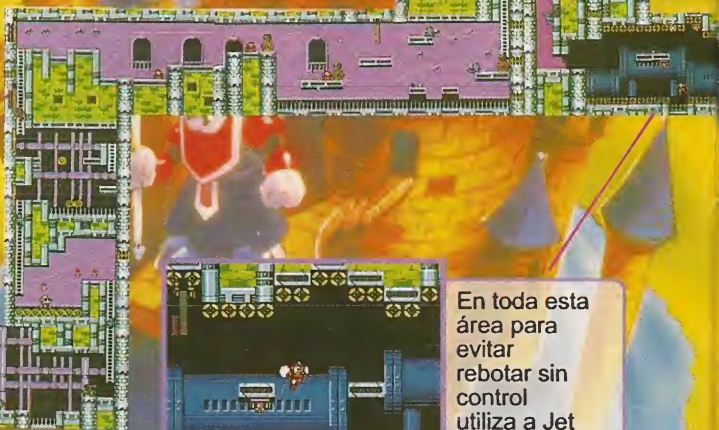 En toda esta
área para
evitar
rebotar sin
control
utiliza a Jet